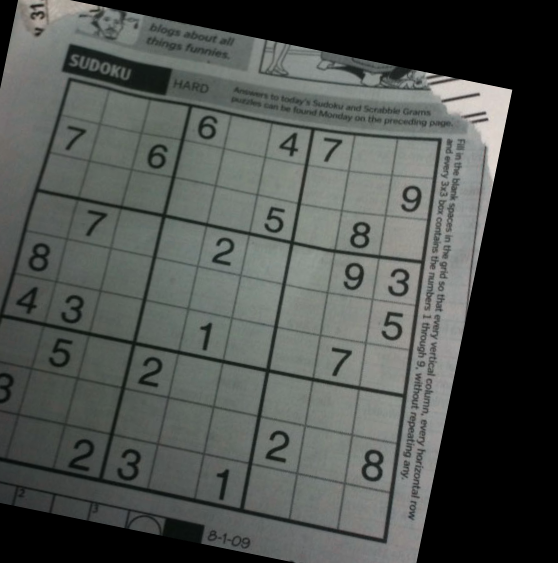 31
blogs about all
things funnies.
SUDOKU HARD Answers to today's Sudoku and Scrabble Grams
puzzles can be found Monday on the preceding page.
6 4 7
7 6 9
5 8
7 2 9 3
8 5
4 3 1 7
5 2
3 2 8
2 3 1
Fill in the blank spaces in the grid so that every vertical column, every horizontal row
and every 3x3 box contains the numbers 1 through 9, without repeating any.
2 3
8-1-09